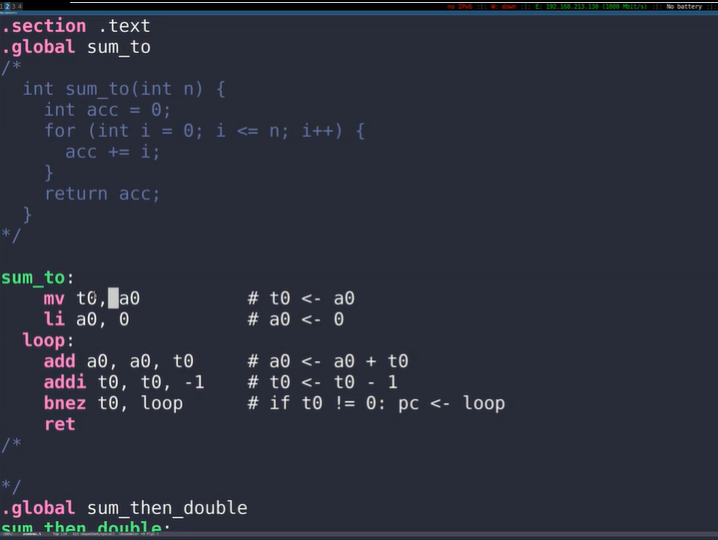 1 2 3 4
no IPv6 :|: W: down :|: E: 192.168.213.130 (1000 Mbit/s) :|: No battery :|:
.section .text
.global sum_to
/*
  int sum_to(int n) {
    int acc = 0;
    for (int i = 0; i <= n; i++) {
      acc += i;
    }
    return acc;
  }
*/
sum_to:
    mv t0, a0          # t0 <- a0
    li a0, 0           # a0 <- 0
  loop:
    add a0, a0, t0     # a0 <- a0 + t0
    addi t0, t0, -1    # t0 <- t0 - 1
    bnez t0, loop      # if t0 != 0: pc <- loop
    ret
/*
*/
.global sum_then_double
sum_then_double: